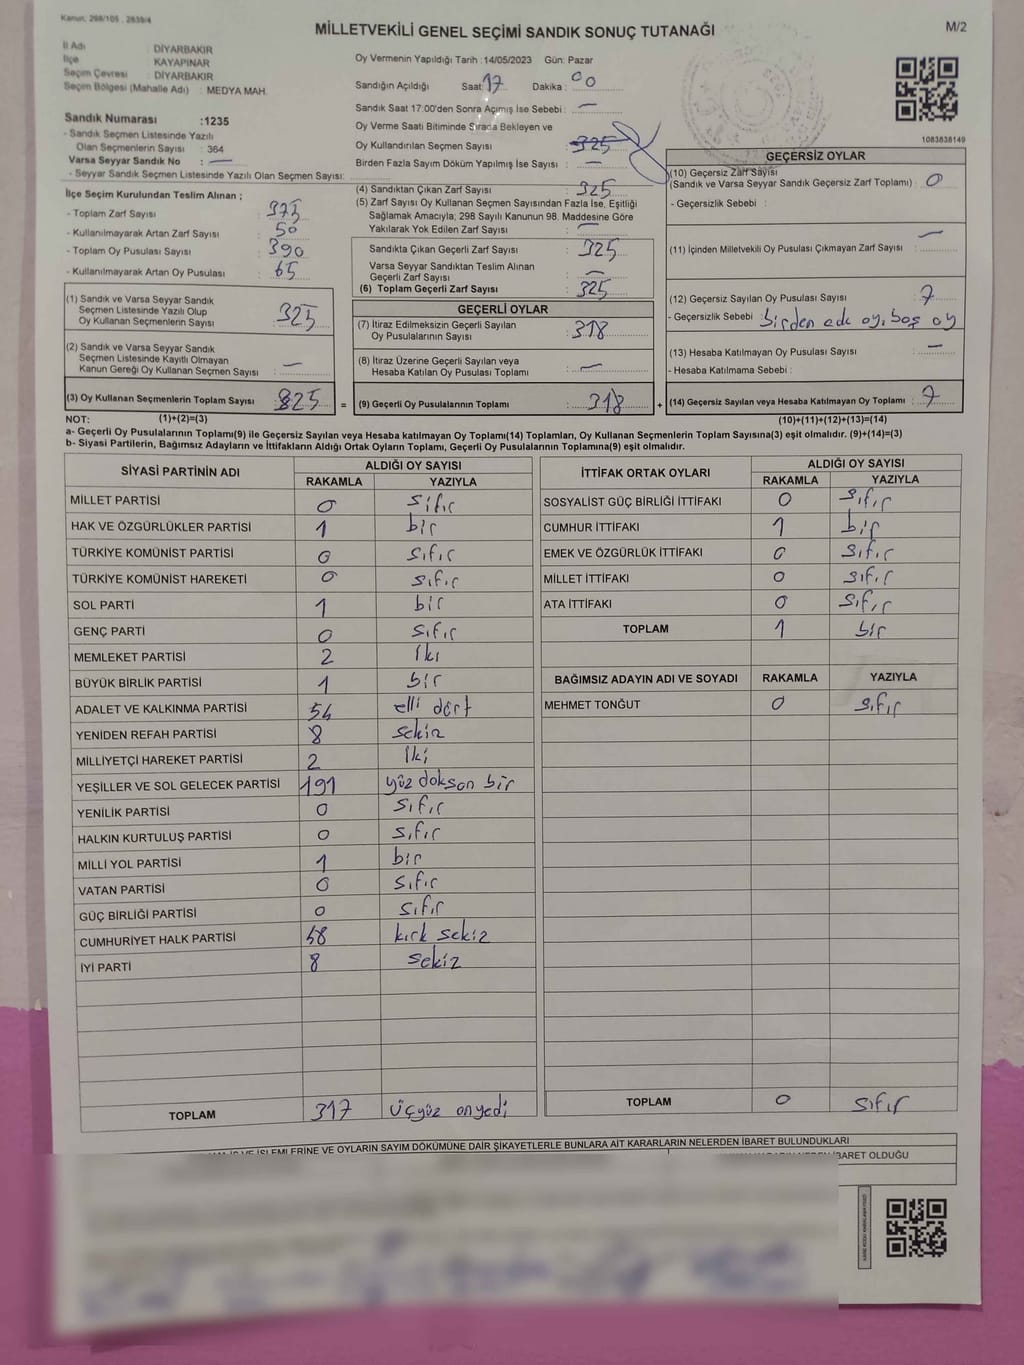 Kanun: 298/105 , 2839/4
MİLLETVEKİLİ GENEL SEÇİMİ SANDIK SONUÇ TUTANAĞI
M/2
İl Adı : DİYARBAKIR
İlçe : KAYAPINAR
Seçim Çevresi : DİYARBAKIR
Seçim Bölgesi (Mahalle Adı) : MEDYA MAH.
Sandık Numarası :1235
- Sandık Seçmen Listesinde Yazılı
Olan Seçmenlerin Sayısı : 364
Varsa Seyyar Sandık No : —
- Seyyar Sandık Seçmen Listesinde Yazılı Olan Seçmen Sayısı:
Oy Vermenin Yapıldığı Tarih : 14/05/2023 Gün: Pazar
Sandığın Açıldığı Saat: 17 Dakika : 00
Sandık Saat 17:00'den Sonra Açımış İse Sebebi : —
Oy Verme Saati Bitiminde Sırada Bekleyen ve
Oy Kullandırılan Seçmen Sayısı : 325
Birden Fazla Sayım Döküm Yapılmış İse Sayısı : —
1083838149
İlçe Seçim Kurulundan Teslim Alınan ;
- Toplam Zarf Sayısı : 375
- Kullanılmayarak Artan Zarf Sayısı : 50
- Toplam Oy Pusulası Sayısı : 390
- Kullanılmayarak Artan Oy Pusulası : 65
(1) Sandık ve Varsa Seyyar Sandık
Seçmen Listesinde Yazılı Olup
Oy Kullanan Seçmenlerin Sayısı : 325
(2) Sandık ve Varsa Seyyar Sandık
Seçmen Listesinde Kayıtlı Olmayan
Kanun Gereği Oy Kullanan Seçmen Sayısı : —
(3) Oy Kullanan Seçmenlerin Toplam Sayısı : 325 =
(4) Sandıktan Çıkan Zarf Sayısı : 325
(5) Zarf Sayısı Oy Kullanan Seçmen Sayısından Fazla İse, Eşitliği
Sağlamak Amacıyla; 298 Sayılı Kanunun 98. Maddesine Göre
Yakılarak Yok Edilen Zarf Sayısı : —
Sandıkta Çıkan Geçerli Zarf Sayısı : 325
Varsa Seyyar Sandıktan Teslim Alınan
Geçerli Zarf Sayısı : —
(6) Toplam Geçerli Zarf Sayısı : 325
GEÇERLİ OYLAR
(7) İtiraz Edilmeksizin Geçerli Sayılan
Oy Pusulalarının Sayısı : 318
(8) İtiraz Üzerine Geçerli Sayılan veya
Hesaba Katılan Oy Pusulası Toplamı : —
(9) Geçerli Oy Pusulalarının Toplamı : 318 +
GEÇERSİZ OYLAR
(10) Geçersiz Zarf Sayısı
(Sandık ve Varsa Seyyar Sandık Geçersiz Zarf Toplamı) : 0
- Geçersizlik Sebebi :
(11) İçinden Milletvekili Oy Pusulası Çıkmayan Zarf Sayısı : —
(12) Geçersiz Sayılan Oy Pusulası Sayısı : 7
- Geçersizlik Sebebi : birden oy, boş oy
(13) Hesaba Katılmayan Oy Pusulası Sayısı : —
- Hesaba Katılmama Sebebi :
(14) Geçersiz Sayılan veya Hesaba Katılmayan Oy Toplamı : 7
NOT: (1)+(2)=(3) (10)+(11)+(12)+(13)=(14)
a- Geçerli Oy Pusulalarının Toplamı(9) ile Geçersiz Sayılan veya Hesaba katılmayan Oy Toplamı(14) Toplamları, Oy Kullanan Seçmenlerin Toplam Sayısına(3) eşit olmalıdır. (9)+(14)=(3)
b- Siyasi Partilerin, Bağımsız Adayların ve İttifakların Aldığı Ortak Oyların Toplamı, Geçerli Oy Pusulalarının Toplamına(9) eşit olmalıdır.
SİYASİ PARTİNİN ADI ALDIĞI OY SAYISI
RAKAMLA YAZIYLA
MİLLET PARTİSİ 0 sıfır
HAK VE ÖZGÜRLÜKLER PARTİSİ 1 bir
TÜRKİYE KOMÜNİST PARTİSİ 0 sıfır
TÜRKİYE KOMÜNİST HAREKETİ 0 sıfır
SOL PARTİ 1 bir
GENÇ PARTİ 0 sıfır
MEMLEKET PARTİSİ 2 İki
BÜYÜK BİRLİK PARTİSİ 1 bir
ADALET VE KALKINMA PARTİSİ 54 elli dört
YENİDEN REFAH PARTİSİ 8 sekiz
MİLLİYETÇİ HAREKET PARTİSİ 2 İki
YEŞİLLER VE SOL GELECEK PARTİSİ 191 yüz dokson bir
YENİLİK PARTİSİ 0 sıfır
HALKIN KURTULUŞ PARTİSİ 0 sıfır
MİLLİ YOL PARTİSİ 1 bir
VATAN PARTİSİ 0 sıfır
GÜÇ BİRLİĞİ PARTİSİ 0 sıfır
CUMHURİYET HALK PARTİSİ 48 kırk sekiz
İYİ PARTİ 8 sekiz
TOPLAM 317 üçyüz onyedi
İTTİFAK ORTAK OYLARI ALDIĞI OY SAYISI
RAKAMLA YAZIYLA
SOSYALİST GÜÇ BİRLİĞİ İTTİFAKI 0 sıfır
CUMHUR İTTİFAKI 1 bir
EMEK VE ÖZGÜRLÜK İTTİFAKI 0 sıfır
MİLLET İTTİFAKI 0 sıfır
ATA İTTİFAKI 0 sıfır
TOPLAM 1 bir
BAĞIMSIZ ADAYIN ADI VE SOYADI RAKAMLA YAZIYLA
MEHMET TONĞUT 0 sıfır
TOPLAM 0 sıfır
VE OYLARIN SAYIM DÖKÜMÜNE DAİR ŞİKAYETLERLE BUNLARA AİT KARARLARIN NELERDEN İBARET BULUNDUKLARI
İBARET OLDUĞU